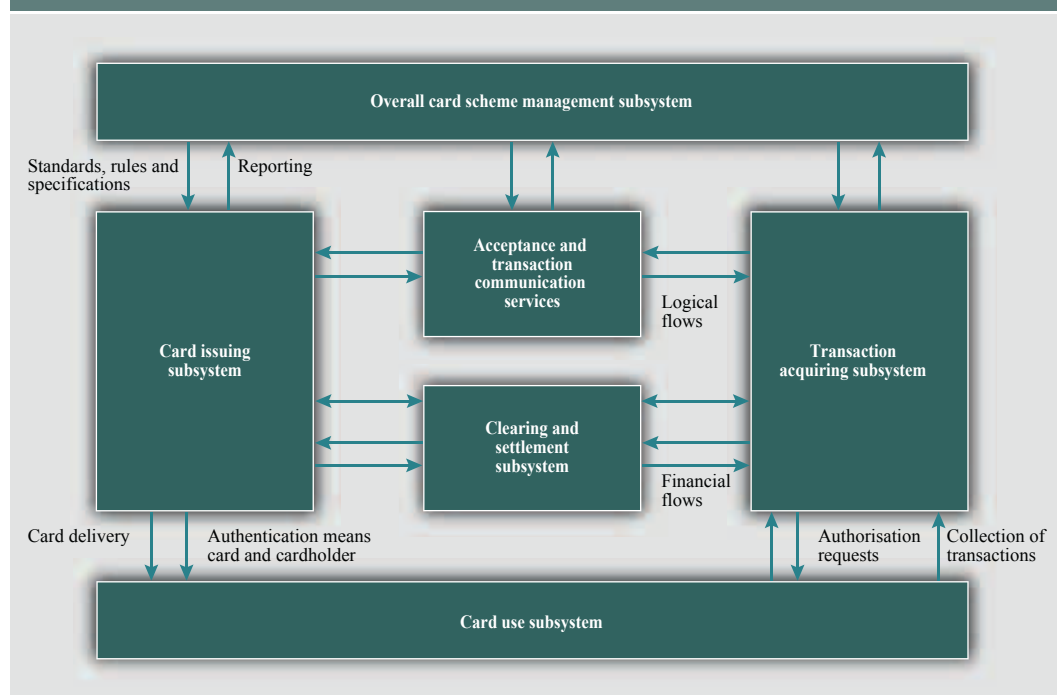 Overall card scheme management subsystem
Standards, rules and
specifications
Reporting
Acceptance and
transaction
communication
services
Logical
flows
Card issuing
subsystem
Transaction
acquiring subsystem
Clearing and
settlement
subsystem
Financial
flows
Card delivery
Authentication means
card and cardholder
Authorisation
requests
Collection of
transactions
Card use subsystem